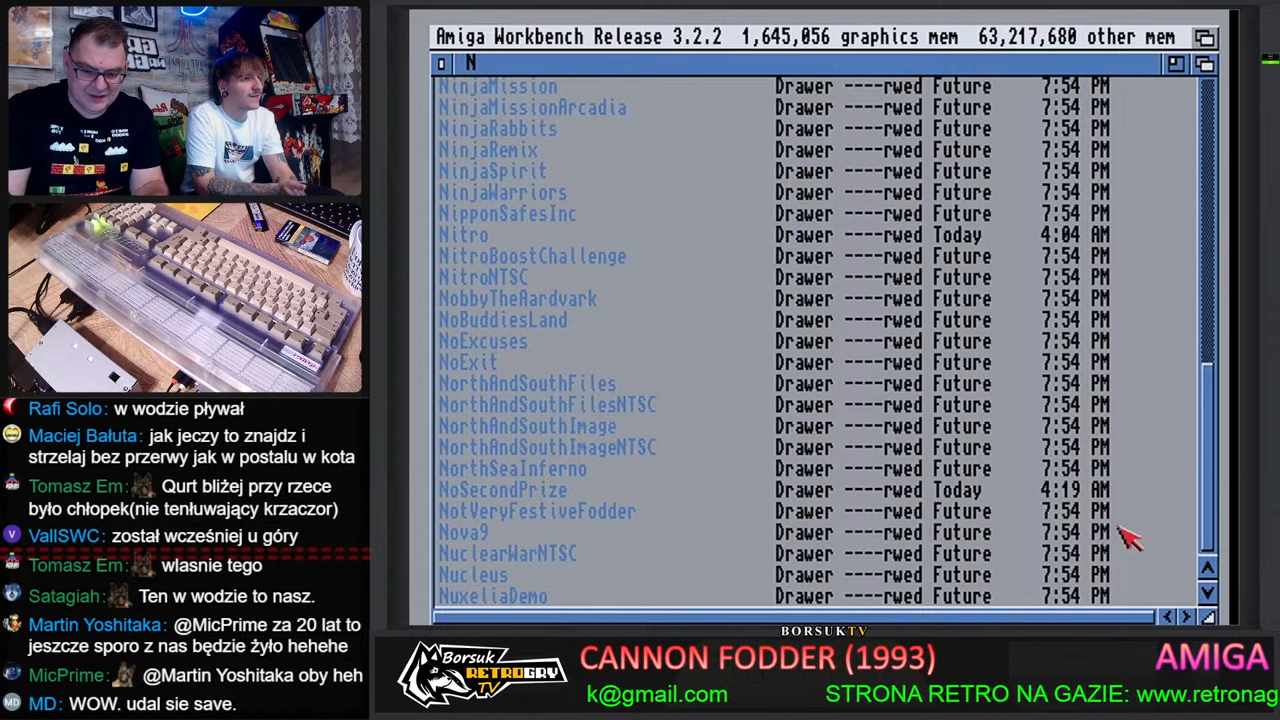 Amiga Workbench Release 3.2.2 1,645,056 graphics mem 63,217,680 other mem
N
NinjaMission Drawer ----rwed Future 7:54 PM
NinjaMissionArcadia Drawer ----rwed Future 7:54 PM
NinjaRabbits Drawer ----rwed Future 7:54 PM
NinjaRemix Drawer ----rwed Future 7:54 PM
NinjaSpirit Drawer ----rwed Future 7:54 PM
NinjaWarriors Drawer ----rwed Future 7:54 PM
NipponSafesInc Drawer ----rwed Future 7:54 PM
Nitro Drawer ----rwed Today 4:04 AM
NitroBoostChallenge Drawer ----rwed Future 7:54 PM
NitroNTSC Drawer ----rwed Future 7:54 PM
NobbyTheAardvark Drawer ----rwed Future 7:54 PM
NoBuddiesLand Drawer ----rwed Future 7:54 PM
NoExcuses Drawer ----rwed Future 7:54 PM
NoExit Drawer ----rwed Future 7:54 PM
NorthAndSouthFiles Drawer ----rwed Future 7:54 PM
NorthAndSouthFilesNTSC Drawer ----rwed Future 7:54 PM
NorthAndSouthImage Drawer ----rwed Future 7:54 PM
NorthAndSouthImageNTSC Drawer ----rwed Future 7:54 PM
NorthSeaInferno Drawer ----rwed Future 7:54 PM
NoSecondPrize Drawer ----rwed Today 4:19 AM
NotVeryFestiveFodder Drawer ----rwed Future 7:54 PM
Nova9 Drawer ----rwed Future 7:54 PM
NuclearWarNTSC Drawer ----rwed Future 7:54 PM
Nucleus Drawer ----rwed Future 7:54 PM
NuxeliaDemo Drawer ----rwed Future 7:54 PM
Rafi Solo: w wodzie pływał
Maciej Bałuta: jak jeczy to znajdz i
strzelaj bez przerwy jak w postalu w kota
Tomasz Em: Qurt bliżej przy rzece
było chłopek(nie tenłuwający krzaczor)
VallSWC: został wcześniej u góry
Tomasz Em: wlasnie tego
Satagiah: Ten w wodzie to nasz.
Martin Yoshitaka: @MicPrime za 20 lat to
jeszcze sporo z nas będzie żyło hehehe
MicPrime: @Martin Yoshitaka oby heh
MD: WOW. udal sie save.
BORSUKTV
Borsuk
RETROGRY
TV
CANNON FODDER (1993)
AMIGA
k@gmail.com
STRONA RETRO NA GAZIE: www.retronag